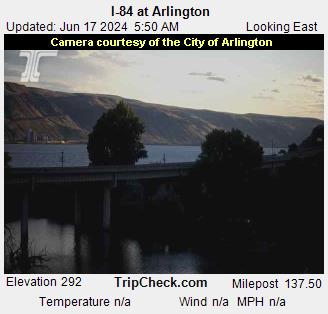 I-84 at Arlington
Updated: Jun 17 2024 5:50 AM Looking East
Camera courtesy of the City of Arlington
Elevation 292 TripCheck.com Milepost 137.50
Temperature n/a Wind n/a MPH n/a